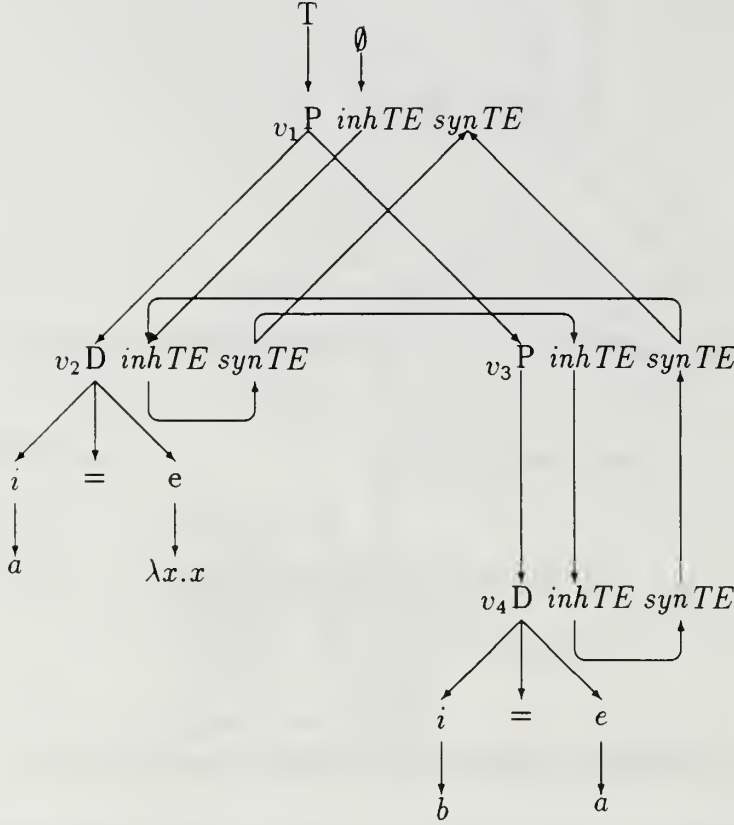 T
∅
v₁ P inhTE synTE
v₂ D inhTE synTE v₃ P inhTE synTE
i = e
a λx.x
v₄ D inhTE synTE
i = e
b a